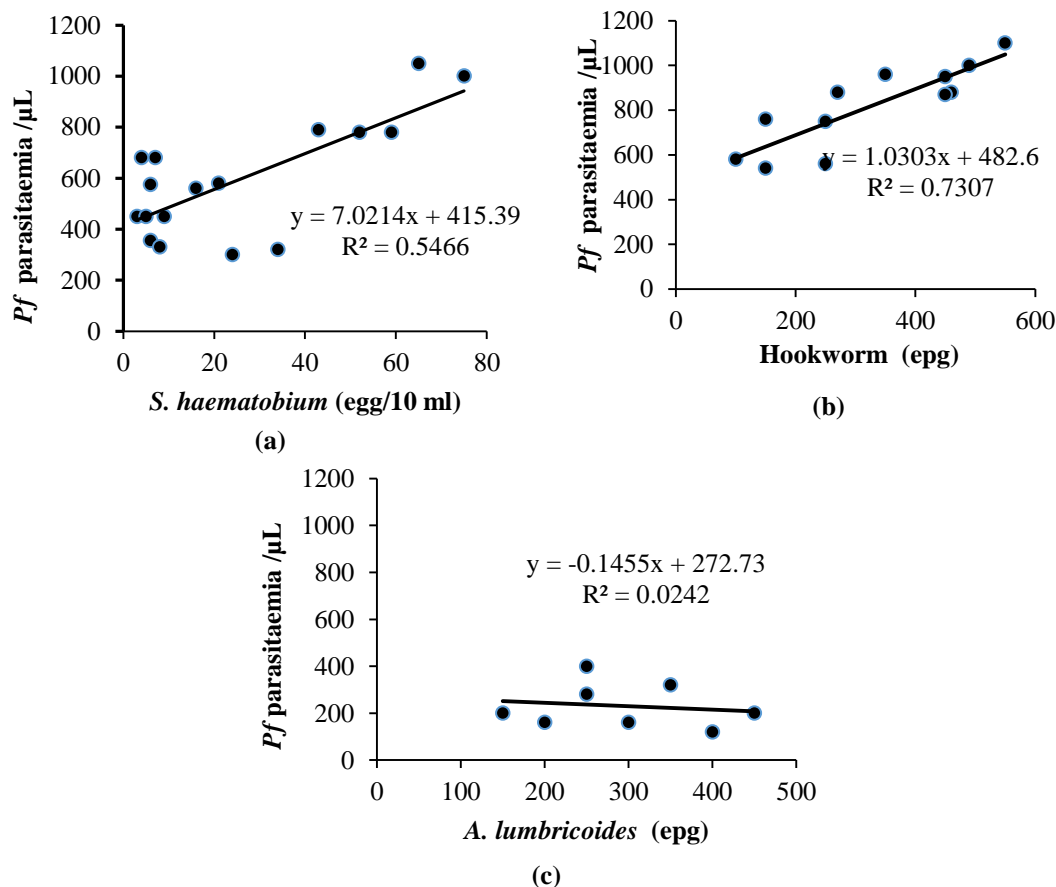 1200
1000
800
600
400
200
0
0 20 40 60 80
Pf parasitaemia /µL
y = 7.0214x + 415.39
R² = 0.5466
S. haematobium (egg/10 ml)
(a)
1200
1000
800
600
400
200
0
0 200 400 600
Pf parasitaemia /µL
y = 1.0303x + 482.6
R² = 0.7307
Hookworm (epg)
(b)
1200
1000
800
600
400
200
0
0 100 200 300 400 500
Pf parasitaemia /µL
y = -0.1455x + 272.73
R² = 0.0242
A. lumbricoides (epg)
(c)